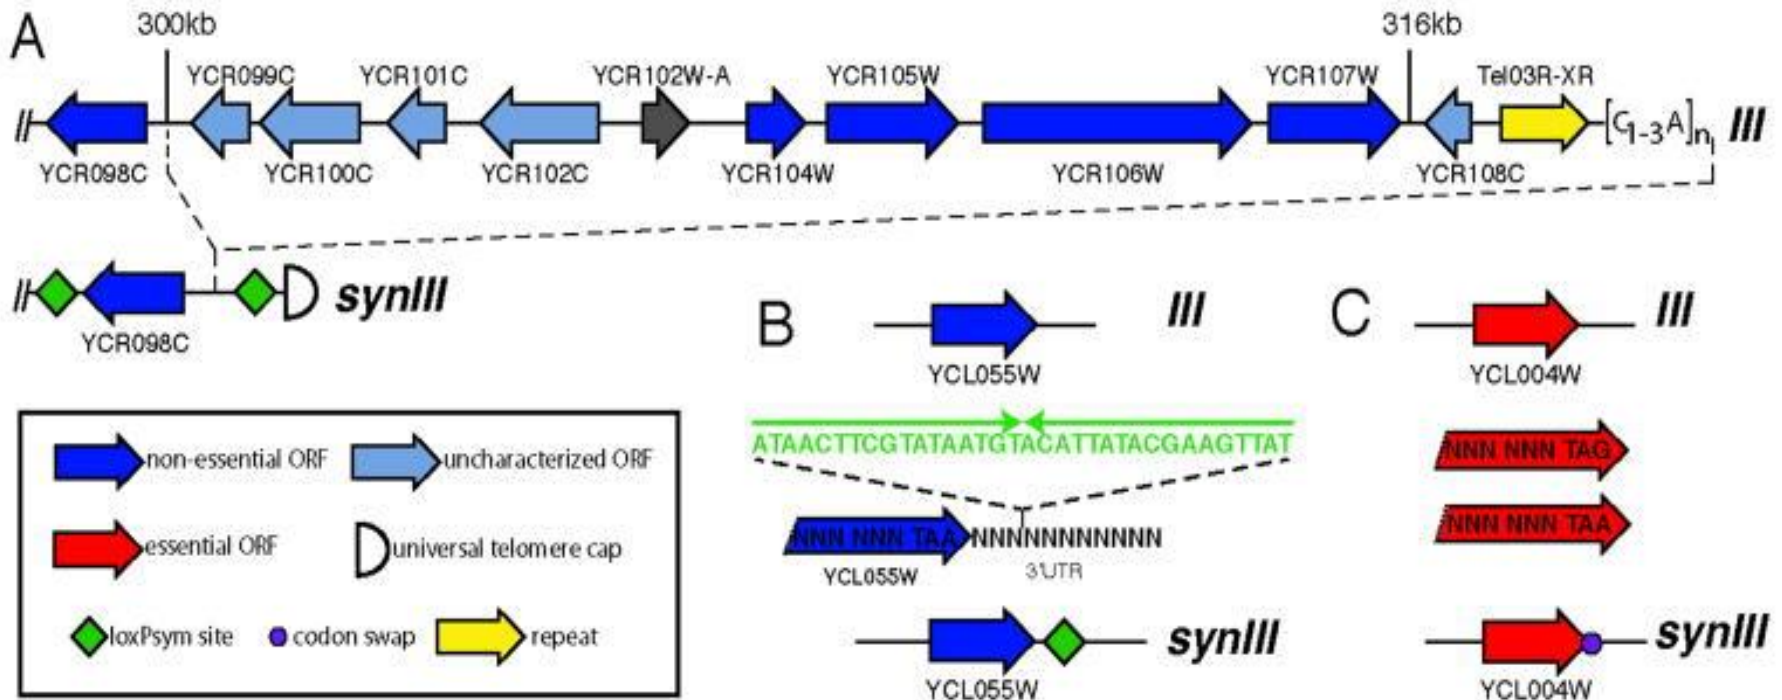 A
300kb 316kb
YCR099C YCR101C YCR102W-A YCR105W YCR107W Tel03R-XR
// [C1-3A]n III
YCR098C YCR100C YCR102C YCR104W YCR106W YCR108C
// synIII
YCR098C
B III
YCL055W
ATAACTTCGTATAATGTACATTATACGAAGTTAT
NNN NNN TAA NNNNNNNNNNN
YCL055W 3'UTR
synIII
YCL055W
C III
YCL004W
NNN NNN TAG
NNN NNN TAA
synIII
YCL004W
non-essential ORF uncharacterized ORF
essential ORF universal telomere cap
loxPsym site codon swap repeat